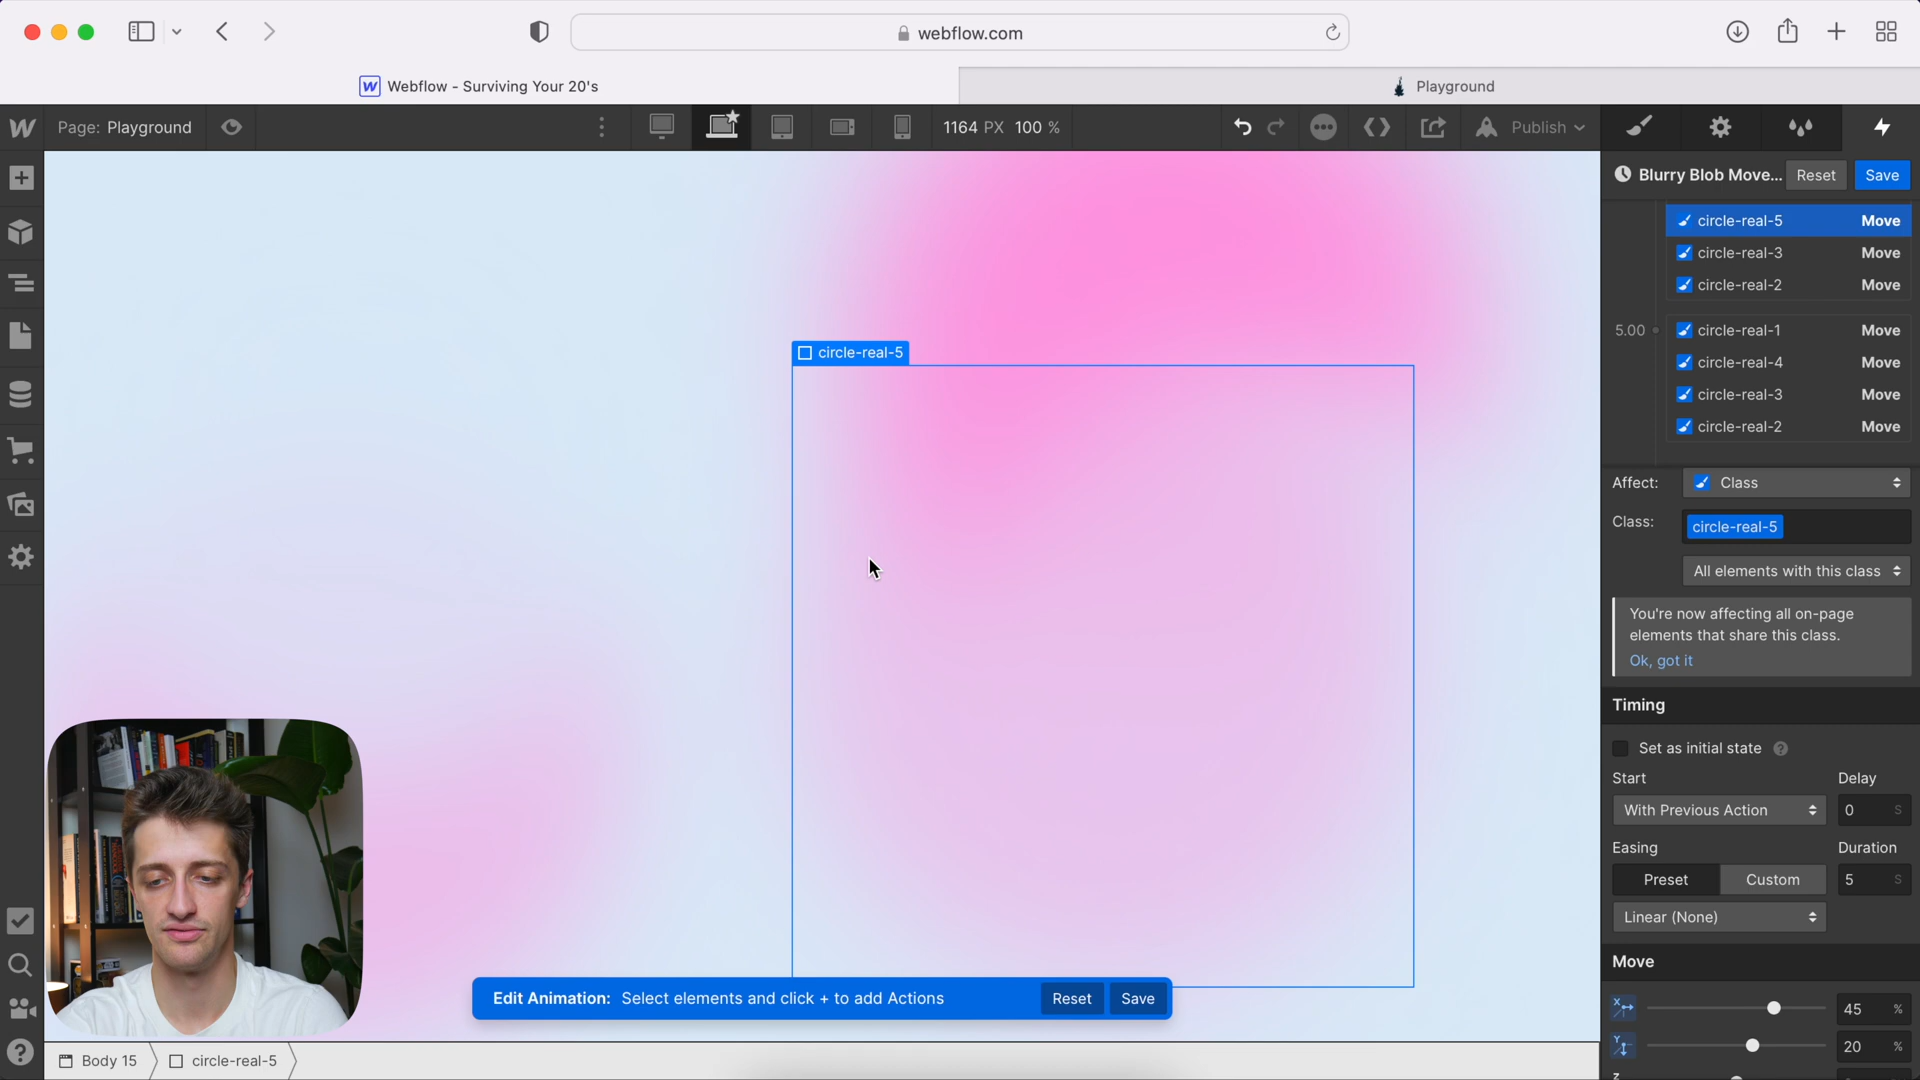 webflow.com
W Webflow - Surviving Your 20's
Playground
Page: Playground
1164 PX 100 %
Publish
Blurry Blob Move...
Reset
Save
circle-real-5 Move
circle-real-3 Move
circle-real-2 Move
5.00
circle-real-1 Move
circle-real-4 Move
circle-real-3 Move
circle-real-2 Move
circle-real-5
Affect: Class
Class: circle-real-5
All elements with this class
You're now affecting all on-page
elements that share this class.
Ok, got it
Timing
Set as initial state
Start Delay
With Previous Action 0 S
Easing Duration
Preset Custom 5 S
Linear (None)
Move
X 45 %
Y 20 %
Z
Edit Animation: Select elements and click + to add Actions
Reset
Save
Body 15
circle-real-5